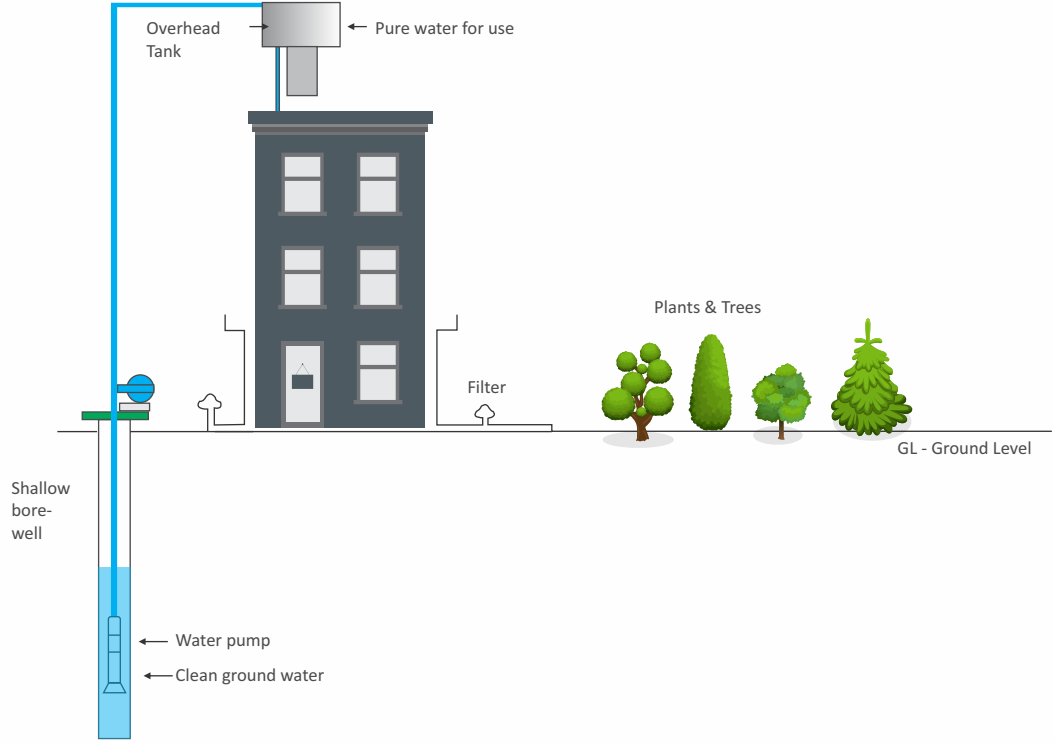 Overhead
Tank
Pure water for use
Plants & Trees
Filter
GL - Ground Level
Shallow
bore-
well
Water pump
Clean ground water